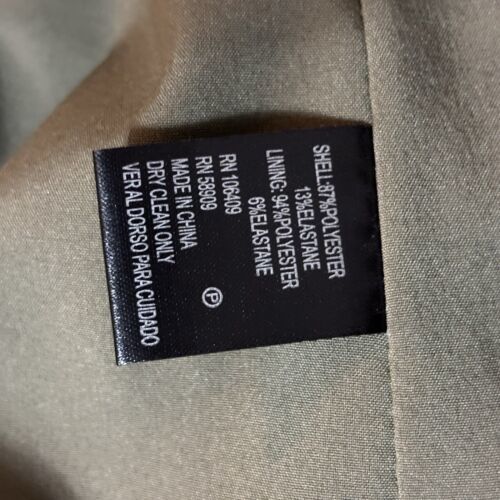 SHELL:87%POLYESTER
13%ELASTANE
LINING: 94%POLYESTER
6%ELASTANE
RN 106409
RN 58909
MADE IN CHINA
DRY CLEAN ONLY
VER AL DORSO PARA CUIDADO
P